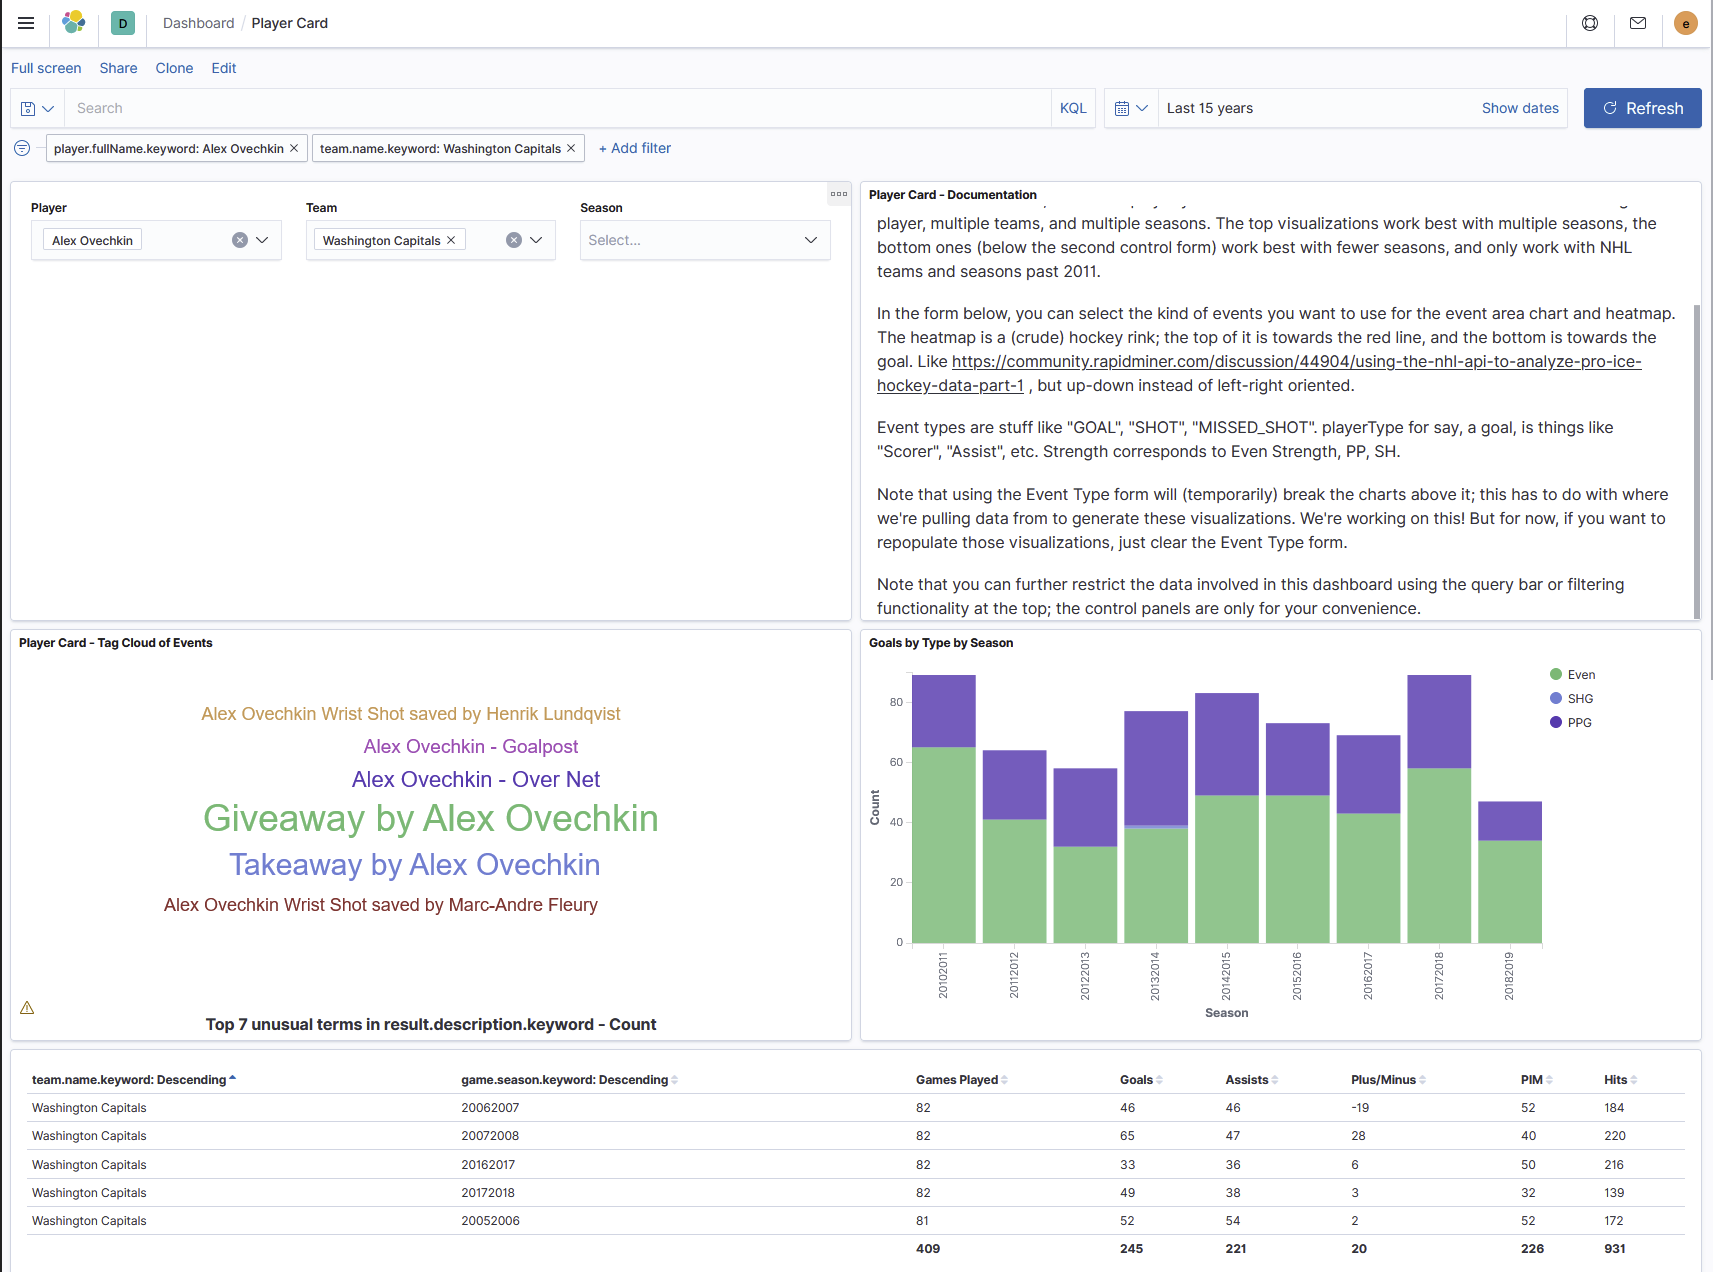 D
Dashboard / Player Card
e
Full screen Share Clone Edit
Search
KQL
Last 15 years
Show dates
Refresh
player.fullName.keyword: Alex Ovechkin ×
team.name.keyword: Washington Capitals ×
+ Add filter
Player
Team
Season
Alex Ovechkin
Washington Capitals ×
Select...
Player Card - Documentation
player, multiple teams, and multiple seasons. The top visualizations work best with multiple seasons, the
bottom ones (below the second control form) work best with fewer seasons, and only work with NHL
teams and seasons past 2011.
In the form below, you can select the kind of events you want to use for the event area chart and heatmap.
The heatmap is a (crude) hockey rink; the top of it is towards the red line, and the bottom is towards the
goal. Like https://community.rapidminer.com/discussion/44904/using-the-nhl-api-to-analyze-pro-ice-
hockey-data-part-1 , but up-down instead of left-right oriented.
Event types are stuff like "GOAL", "SHOT", "MISSED_SHOT". playerType for say, a goal, is things like
"Scorer", "Assist", etc. Strength corresponds to Even Strength, PP, SH.
Note that using the Event Type form will (temporarily) break the charts above it; this has to do with where
we're pulling data from to generate these visualizations. We're working on this! But for now, if you want to
repopulate those visualizations, just clear the Event Type form.
Note that you can further restrict the data involved in this dashboard using the query bar or filtering
functionality at the top; the control panels are only for your convenience.
Player Card - Tag Cloud of Events
Alex Ovechkin Wrist Shot saved by Henrik Lundqvist
Alex Ovechkin - Goalpost
Alex Ovechkin - Over Net
Giveaway by Alex Ovechkin
Takeaway by Alex Ovechkin
Alex Ovechkin Wrist Shot saved by Marc-Andre Fleury
Top 7 unusual terms in result.description.keyword - Count
Goals by Type by Season
Even
SHG
PPG
80
60
40
20
0
Count
20102011
20112012
20122013
20132014
20142015
20152016
20162017
20172018
20182019
Season
team.name.keyword: Descending game.season.keyword: Descending Games Played Goals Assists Plus/Minus PIM Hits
Washington Capitals 20062007 82 46 46 -19 52 184
Washington Capitals 20072008 82 65 47 28 40 220
Washington Capitals 20162017 82 33 36 6 50 216
Washington Capitals 20172018 82 49 38 3 32 139
Washington Capitals 20052006 81 52 54 2 52 172
409 245 221 20 226 931